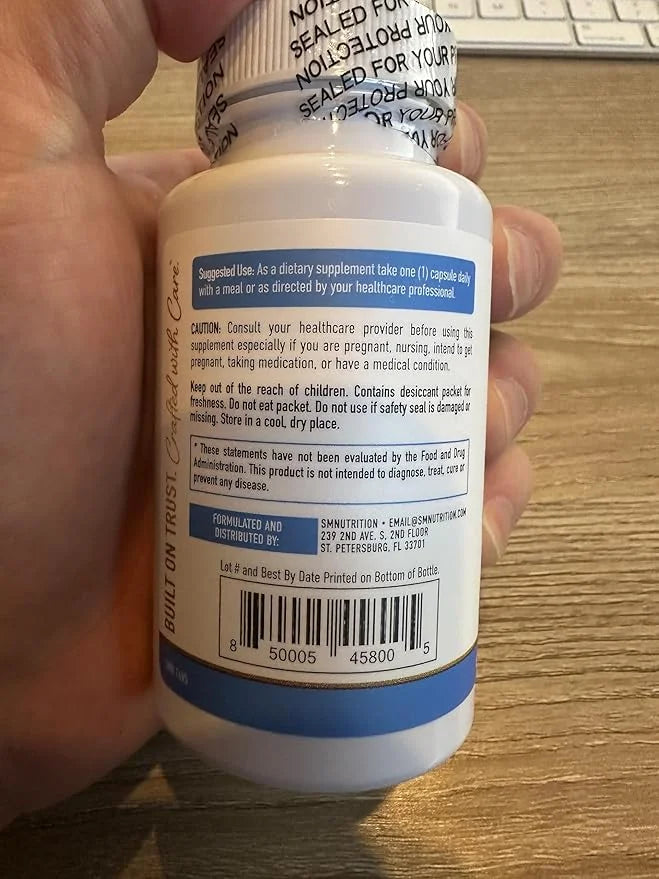 SEALED FOR YOUR PROTECTION
SEALED FOR YOUR PROTECTION
Suggested Use: As a dietary supplement take one (1) capsule daily
with a meal or as directed by your healthcare professional.
CAUTION: Consult your healthcare provider before using this
supplement especially if you are pregnant, nursing, intend to get
pregnant, taking medication, or have a medical condition.
Keep out of the reach of children. Contains desiccant packet for
freshness. Do not eat packet. Do not use if safety seal is damaged or
missing. Store in a cool, dry place.
* These statements have not been evaluated by the Food and Drug
Administration. This product is not intended to diagnose, treat, cure or
prevent any disease.
FORMULATED AND
DISTRIBUTED BY:
SMNUTRITION • EMAIL@SMNUTRITION.COM
239 2ND AVE. S. 2ND FLOOR
ST. PETERSBURG, FL 33701
Lot # and Best By Date Printed on Bottom of Bottle.
8 50005 45800 5
BUILT ON TRUST. Crafted with Care.™